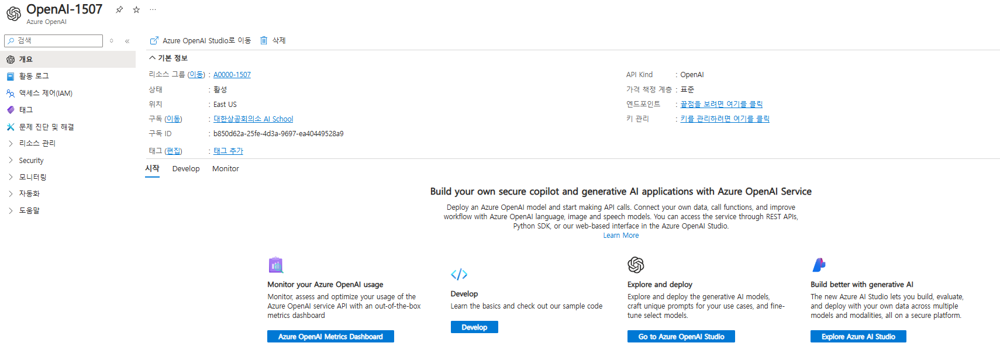 OpenAI-1507
Azure OpenAI
검색
개요
활동 로그
액세스 제어(IAM)
태그
문제 진단 및 해결
리소스 관리
Security
모니터링
자동화
도움말
Azure OpenAI Studio로 이동 삭제
기본 정보
리소스 그룹 (이동) : A0000-1507
상태 : 활성
위치 : East US
구독 (이동) : 대한상공회의소 AI School
구독 ID : b850d62a-25fe-4d3a-9697-ea40449528a9
태그 (편집) : 태그 추가
API Kind : OpenAI
가격 책정 계층 : 표준
엔드포인트 : 끝점을 보려면 여기를 클릭
키 관리 : 키를 관리하려면 여기를 클릭
시작 Develop Monitor
Build your own secure copilot and generative AI applications with Azure OpenAI Service
Deploy an Azure OpenAI model and start making API calls. Connect your own data, call functions, and improve
workflow with Azure OpenAI language, image and speech models. You can access the service through REST APIs,
Python SDK, or our web-based interface in the Azure OpenAI Studio.
Learn More
Monitor your Azure OpenAI usage
Monitor, assess and optimize your usage of the
Azure OpenAI service API with an out-of-the-box
metrics dashboard
Azure OpenAI Metrics Dashboard
Develop
Learn the basics and check out our sample code
Develop
Explore and deploy
Explore and deploy the generative AI models,
craft unique prompts for your use cases, and fine-
tune select models.
Go to Azure OpenAI Studio
Build better with generative AI
The new Azure AI Studio lets you build, evaluate,
and deploy with your own data across multiple
models and modalities, all on a secure platform.
Explore Azure AI Studio